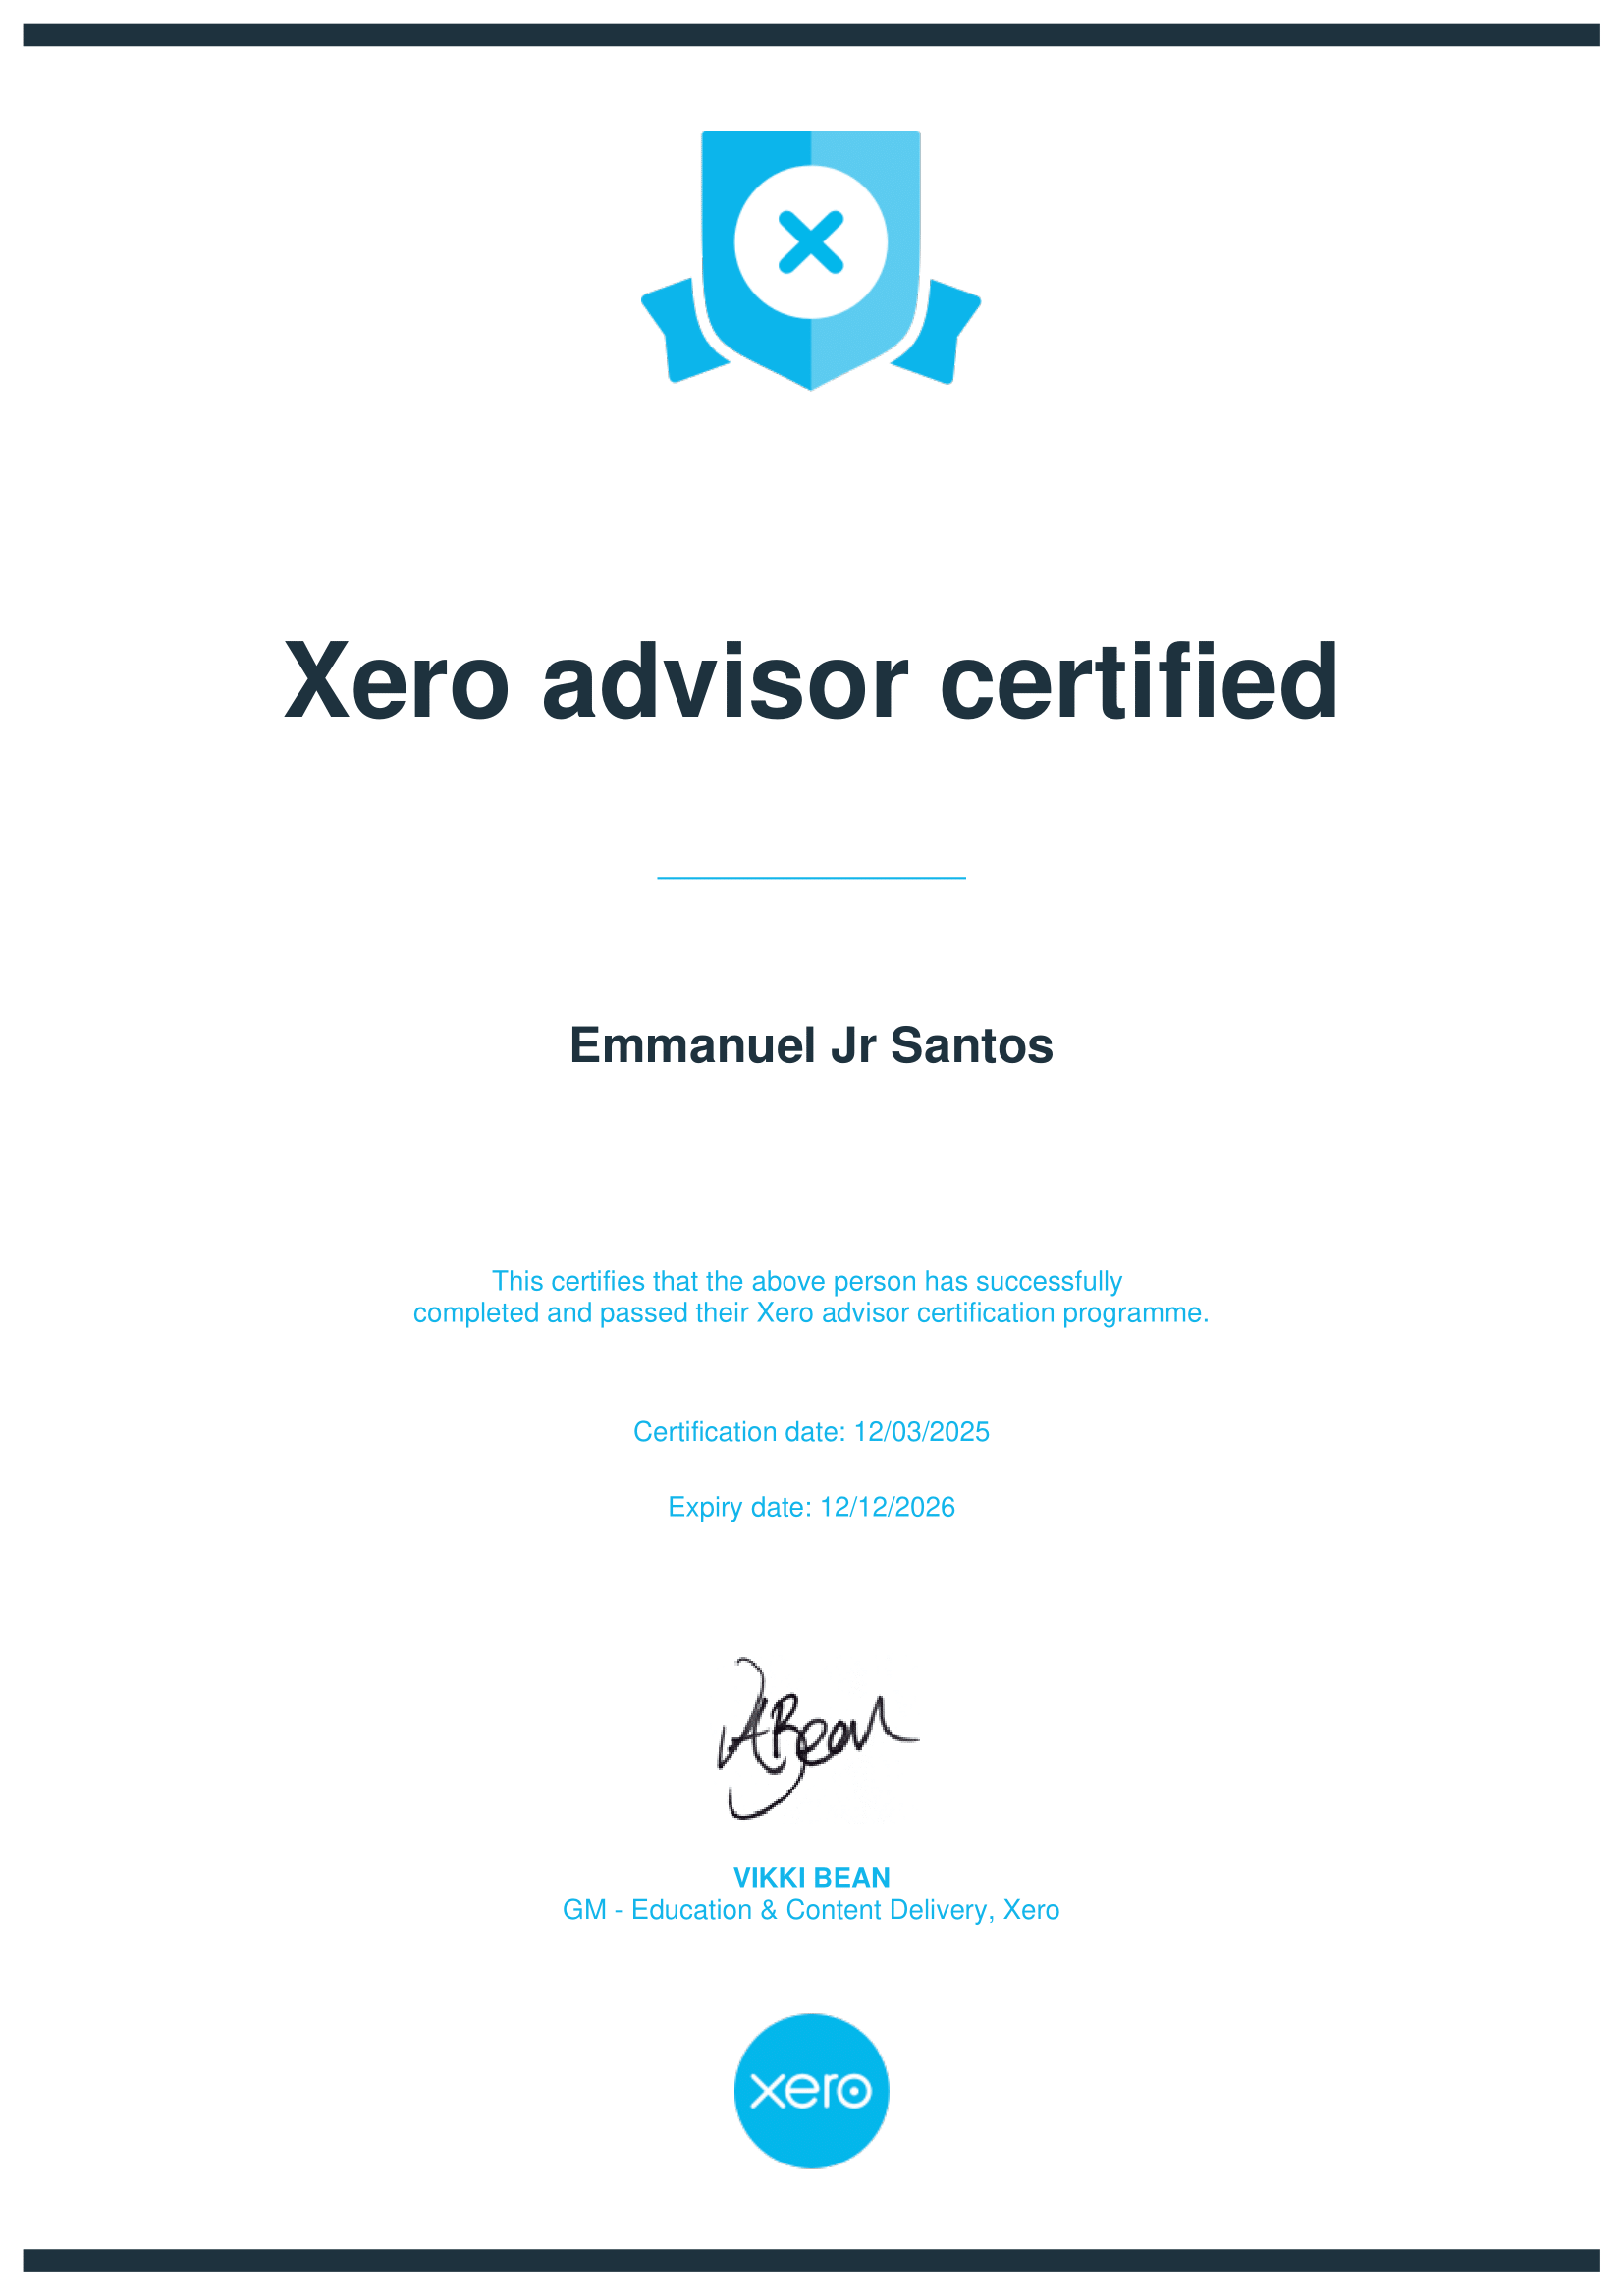 Xero advisor certified
Emmanuel Jr Santos
This certifies that the above person has successfully
completed and passed their Xero advisor certification programme.
Certification date: 12/03/2025
Expiry date: 12/12/2026
VABean
VIKKI BEAN
GM - Education & Content Delivery, Xero
xero